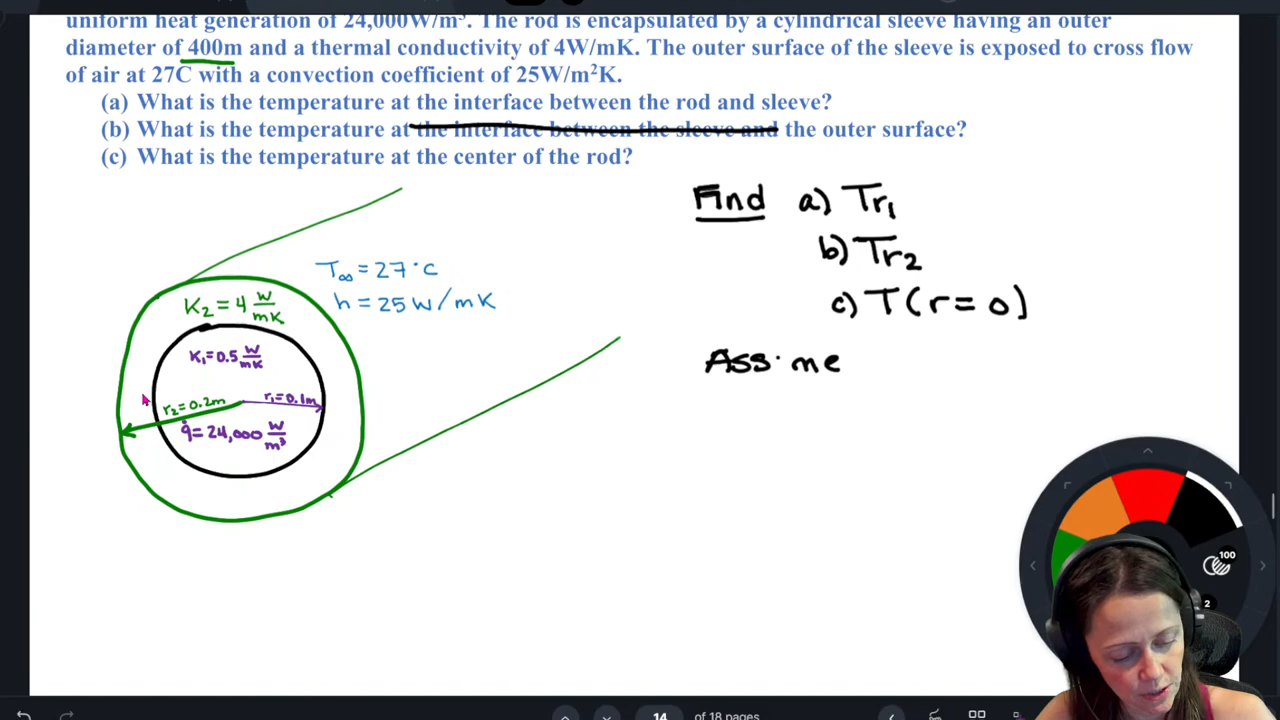 uniform heat generation of 24,000W/m³. The rod is encapsulated by a cylindrical sleeve having an outer
diameter of 400m and a thermal conductivity of 4W/mK. The outer surface of the sleeve is exposed to cross flow
of air at 27C with a convection coefficient of 25W/m²K.
(a) What is the temperature at the interface between the rod and sleeve?
(b) What is the temperature at the interface between the sleeve and the outer surface?
(c) What is the temperature at the center of the rod?
Find a) Tr₁
b) Tr₂
c) T(r=0)
Ass.me
T∞ = 27°C
h = 25 W/mK
K₂ = 4 W/mK
K₁=0.5 W/mK
r₂=0.2m
r₁=0.1m
q̇= 24,000 W/m³
100
2
14 of 18 pages